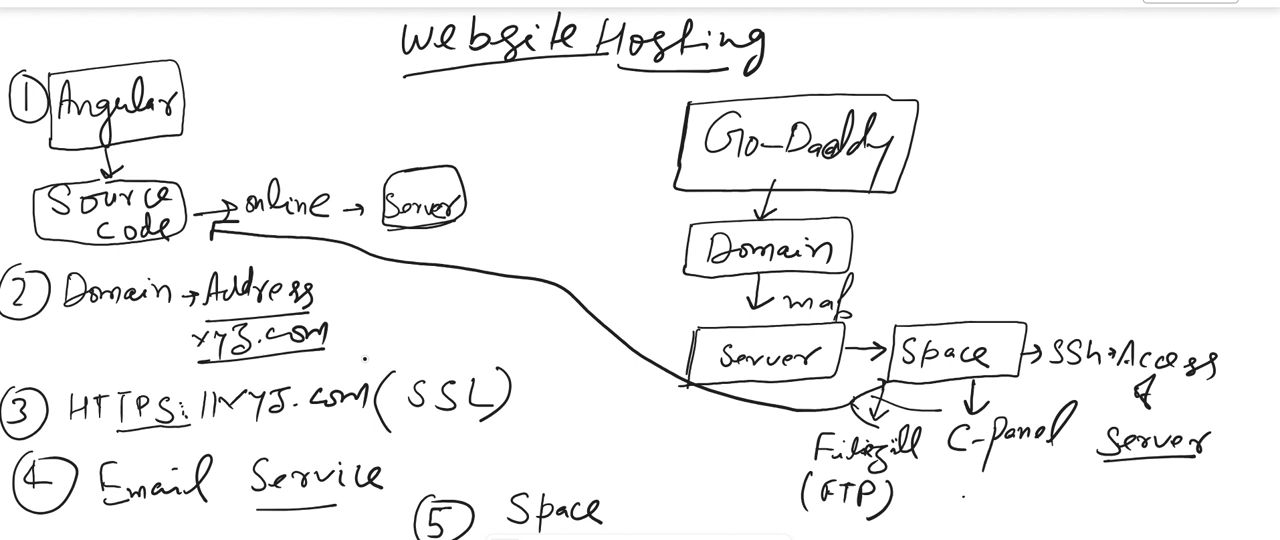 Website Hosting
1 Angular
Source
code
online
Server
2 Domain → Address
xyz.com
3 HTTPS://xyz.com (SSL)
4 Email Service
5 Space
Go-Daddy
Domain
map
Server → Space → SSh → Access
of
Server
C-Panel
(FTP)